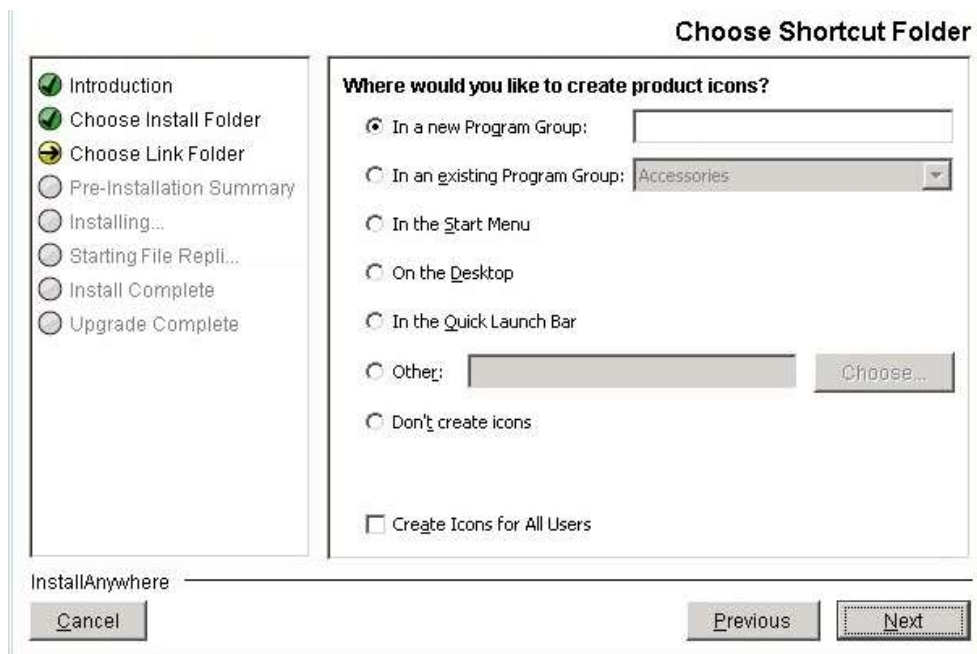 Choose Shortcut Folder
Introduction
Choose Install Folder
Choose Link Folder
Pre-Installation Summary
Installing...
Starting File Repli...
Install Complete
Upgrade Complete
Where would you like to create product icons?
In a new Program Group:
In an existing Program Group: Accessories
In the Start Menu
On the Desktop
In the Quick Launch Bar
Other: Choose...
Don't create icons
Create Icons for All Users
InstallAnywhere
Cancel Previous Next